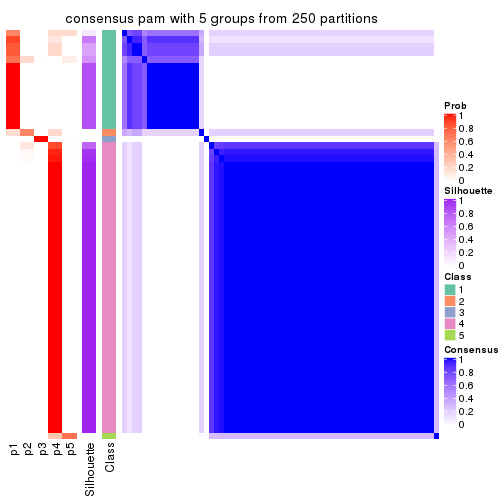 consensus pam with 5 groups from 250 partitions
Prob
1
0.8
0.6
0.4
0.2
0
Silhouette
1
0.8
0.6
0.4
0.2
0
Class
1
2
3
4
5
Consensus
1
0.8
0.6
0.4
0.2
0
p1
p2
p3
p4
p5
Silhouette
Class